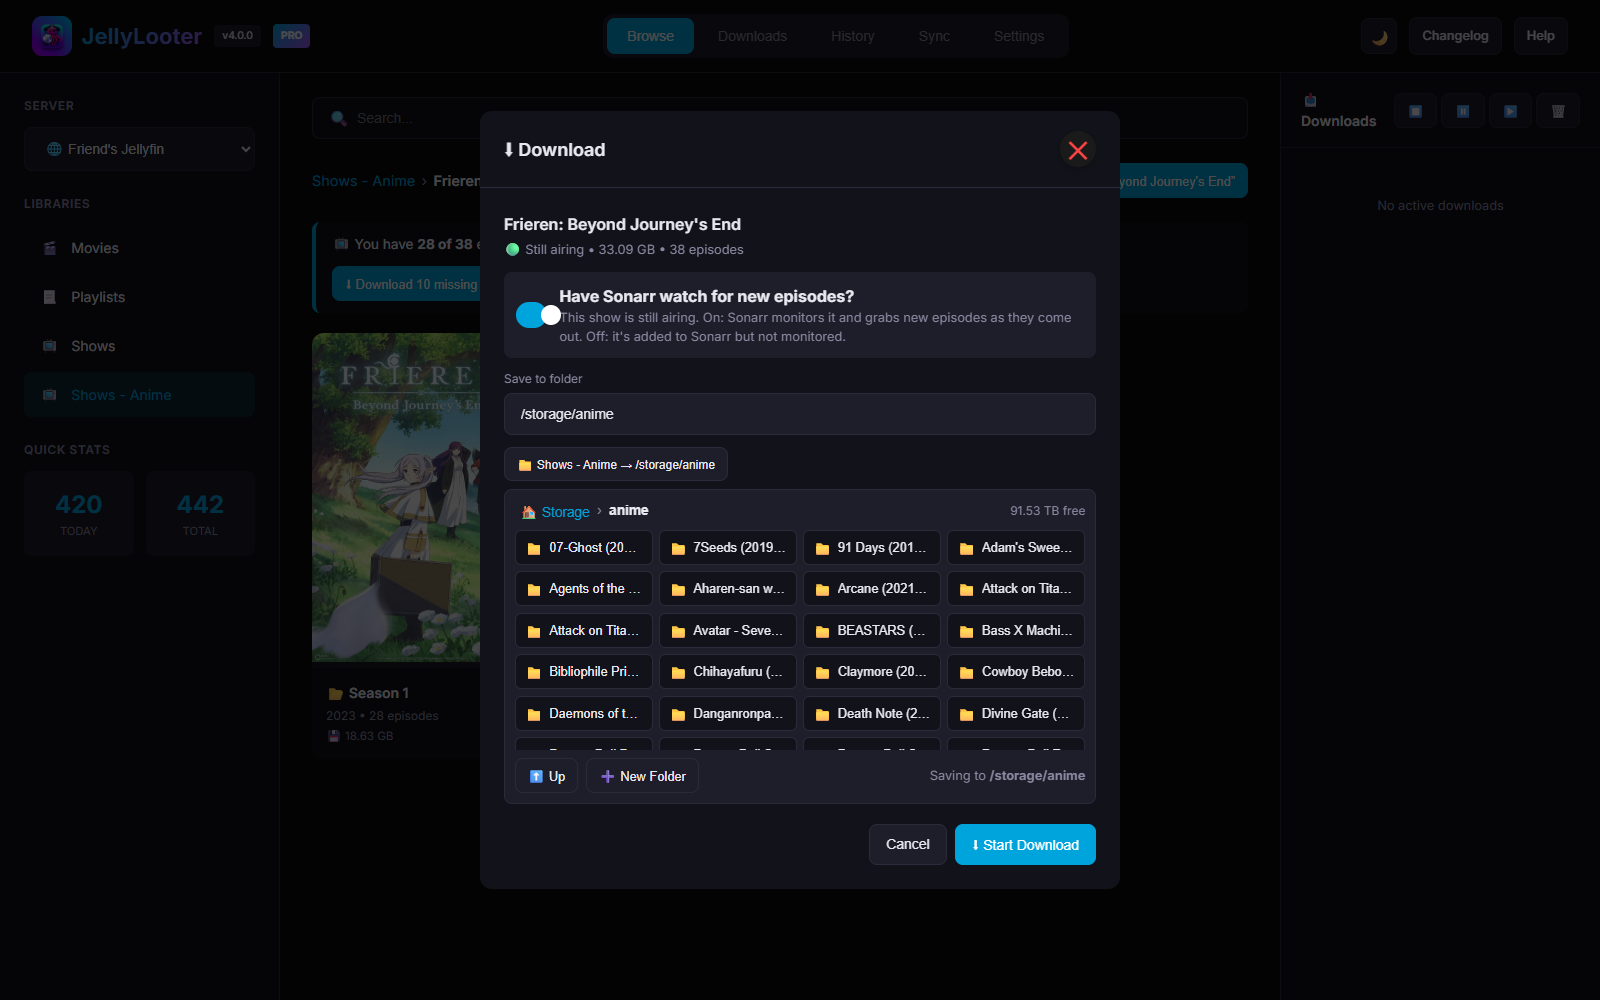 JellyLooter v4.0.0 PRO
Browse Downloads History Sync Settings
Changelog Help
SERVER
Friend's Jellyfin
LIBRARIES
Movies
Playlists
Shows
Shows - Anime
QUICK STATS
420
TODAY
442
TOTAL
Search...
Shows - Anime › Frieren
yond Journey's End"
You have 28 of 38 e
Download 10 missing
FRIERE
Beyond Journey's En
Season 1
2023 • 28 episodes
18.63 GB
Download
Frieren: Beyond Journey's End
Still airing • 33.09 GB • 38 episodes
Have Sonarr watch for new episodes?
This show is still airing. On: Sonarr monitors it and grabs new episodes as they come
out. Off: it's added to Sonarr but not monitored.
Save to folder
/storage/anime
Shows - Anime → /storage/anime
Storage › anime
91.53 TB free
07-Ghost (20... 7Seeds (2019... 91 Days (201... Adam's Swee...
Agents of the ... Aharen-san w... Arcane (2021... Attack on Tita...
Attack on Tita... Avatar - Seve... BEASTARS (... Bass X Machi...
Bibliophile Pri... Chihayafuru (... Claymore (20... Cowboy Bebo...
Daemons of t... Danganronpa... Death Note (2... Divine Gate (...
Up New Folder
Saving to /storage/anime
Cancel Start Download
Downloads
No active downloads